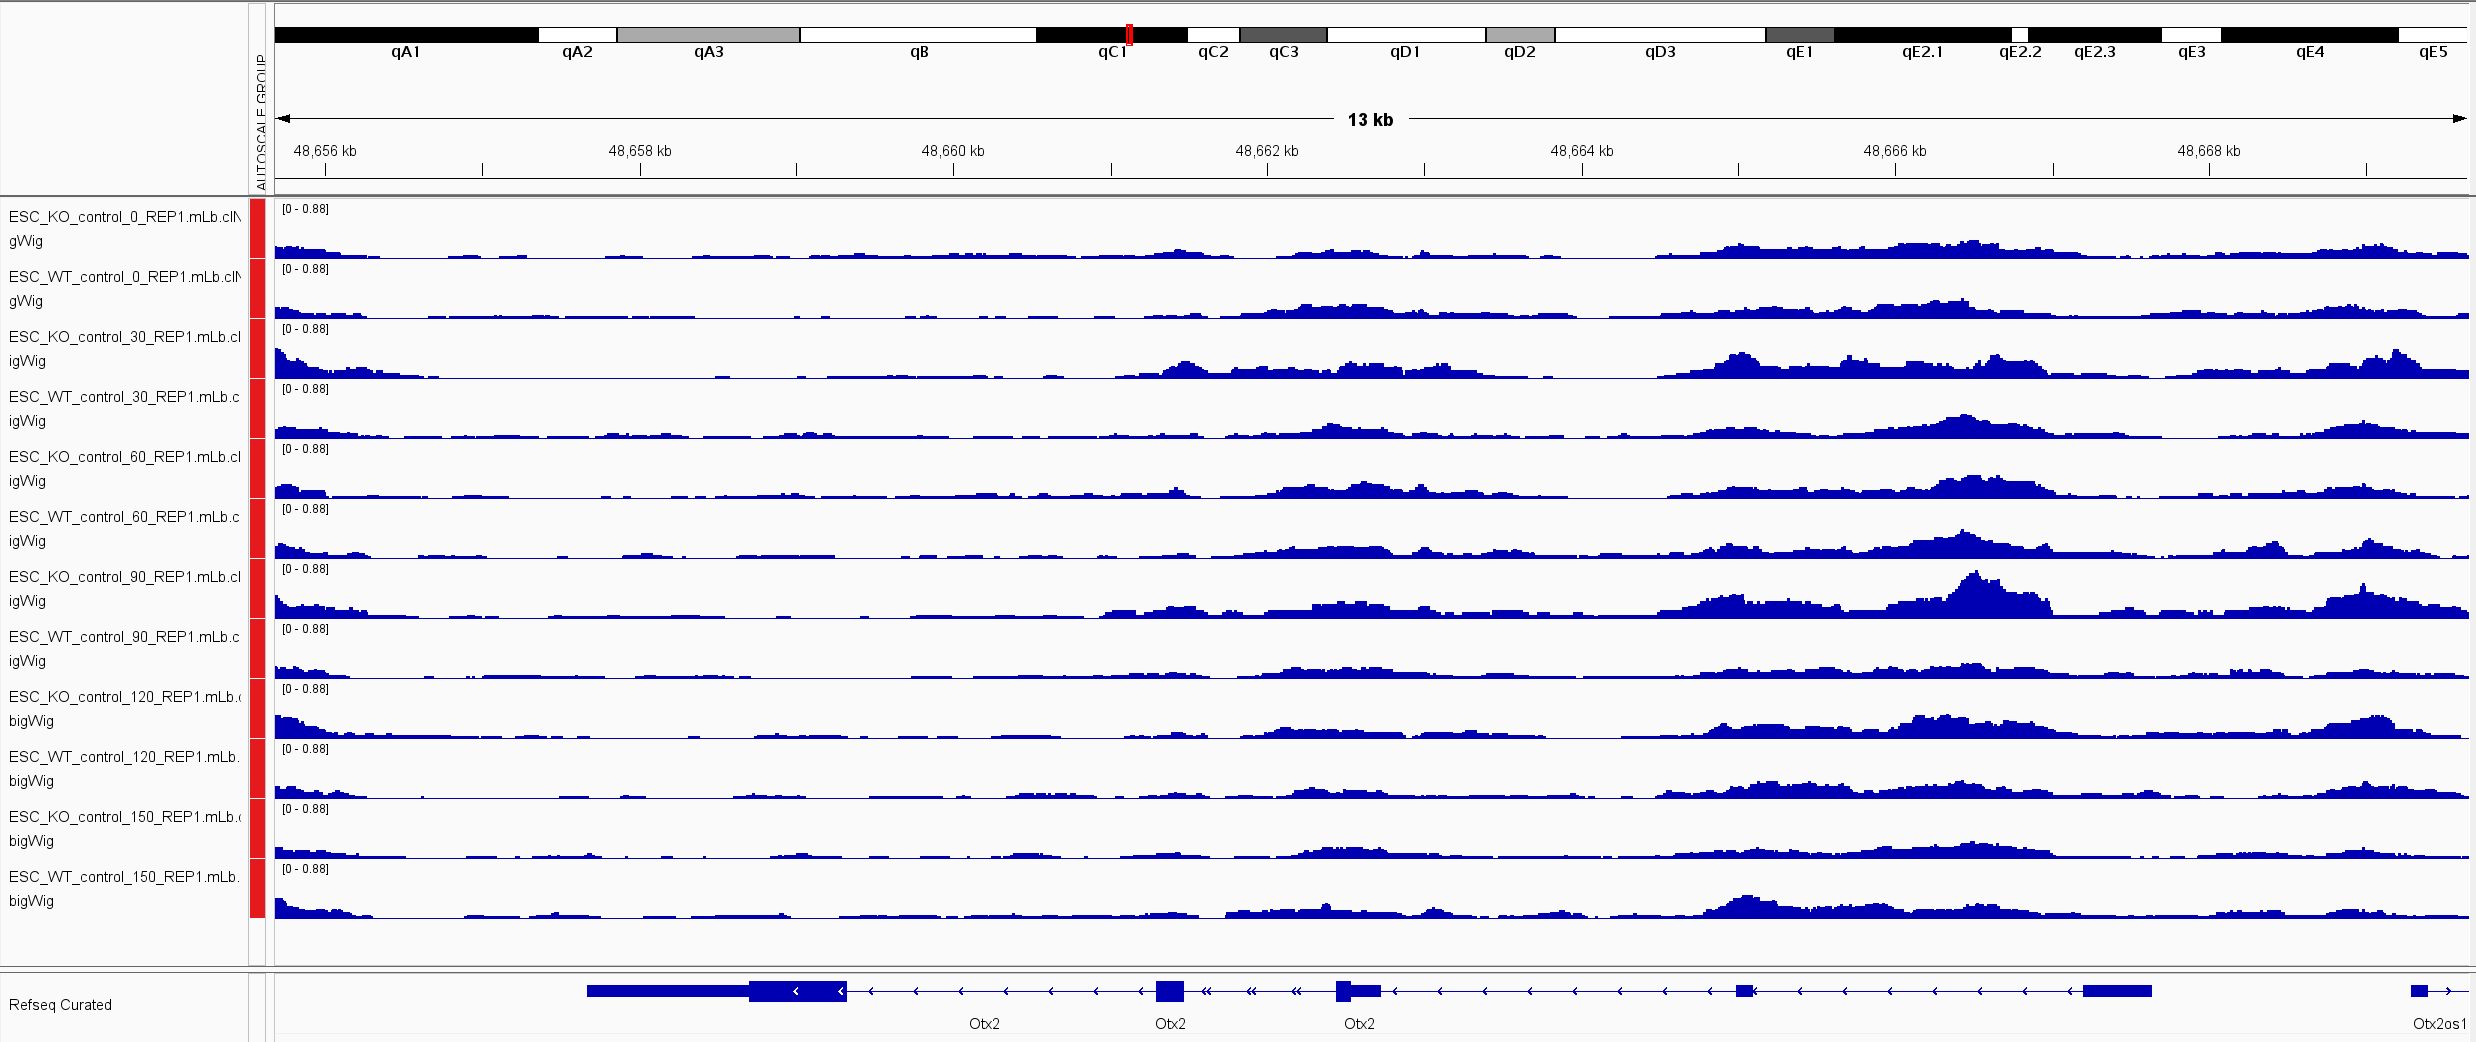 qA1 qA2 qA3 qB qC1 qC2 qC3 qD1 qD2 qD3 qE1 qE2.1 qE2.2 qE2.3 qE3 qE4 qE5
AUTOSCALE GROUP
13 kb
48,656 kb 48,658 kb 48,660 kb 48,662 kb 48,664 kb 48,666 kb 48,668 kb
ESC_KO_control_0_REP1.mLb.clN
gWig
[0 - 0.88]
ESC_WT_control_0_REP1.mLb.clN
gWig
[0 - 0.88]
ESC_KO_control_30_REP1.mLb.cl
igWig
[0 - 0.88]
ESC_WT_control_30_REP1.mLb.c
igWig
[0 - 0.88]
ESC_KO_control_60_REP1.mLb.cl
igWig
[0 - 0.88]
ESC_WT_control_60_REP1.mLb.c
igWig
[0 - 0.88]
ESC_KO_control_90_REP1.mLb.cl
igWig
[0 - 0.88]
ESC_WT_control_90_REP1.mLb.c
igWig
[0 - 0.88]
ESC_KO_control_120_REP1.mLb.c
bigWig
[0 - 0.88]
ESC_WT_control_120_REP1.mLb.
bigWig
[0 - 0.88]
ESC_KO_control_150_REP1.mLb.c
bigWig
[0 - 0.88]
ESC_WT_control_150_REP1.mLb.
bigWig
[0 - 0.88]
Refseq Curated
Otx2 Otx2 Otx2 Otx2os1